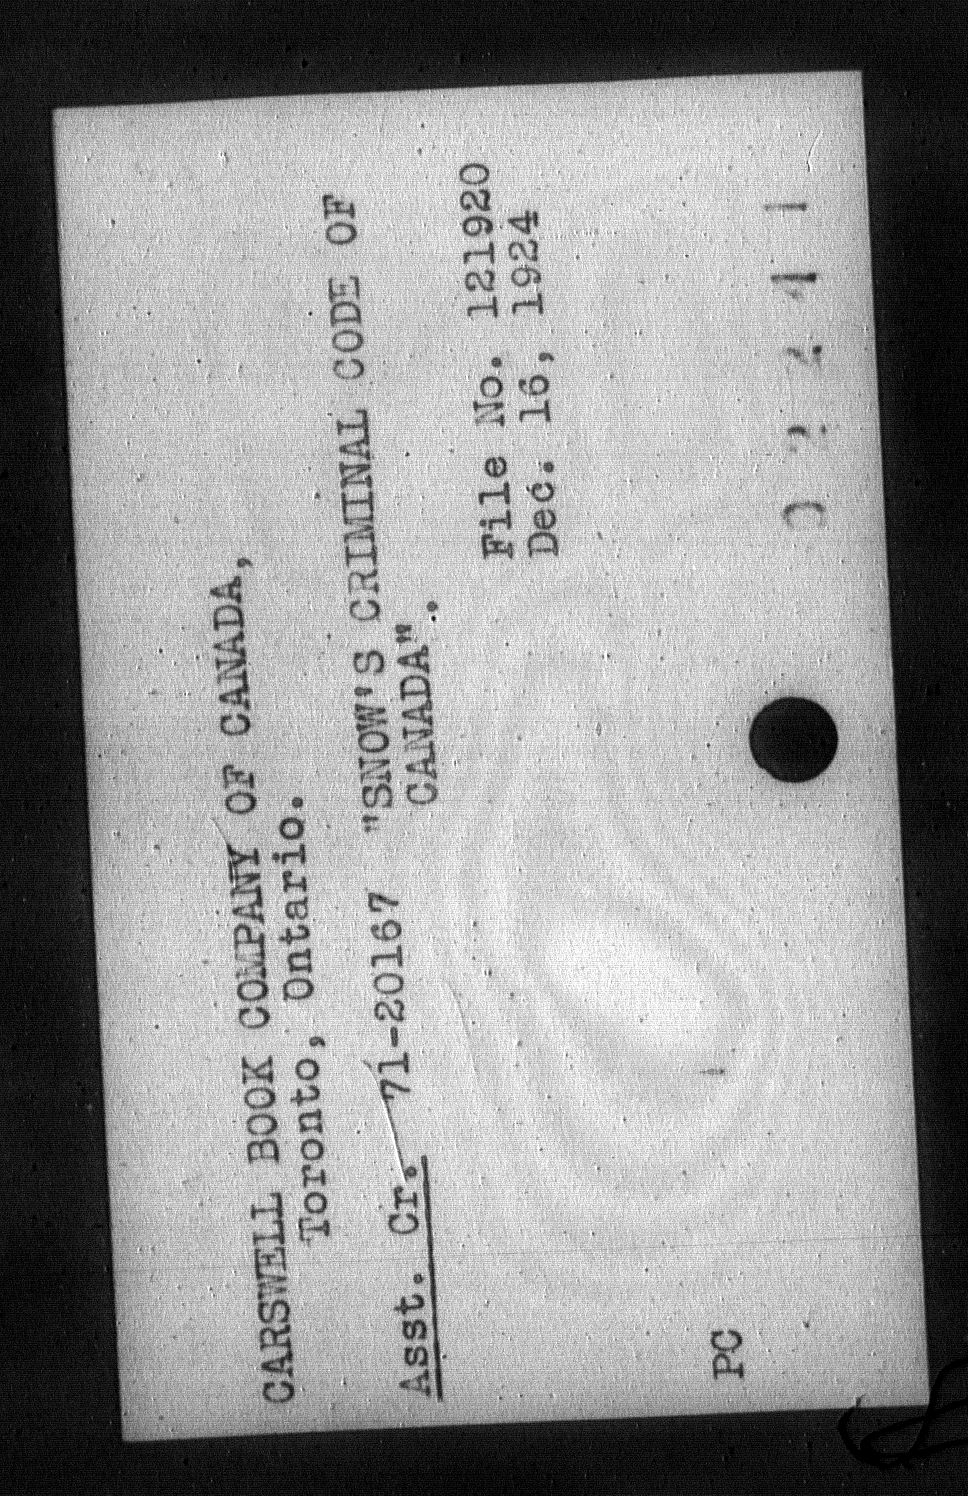 CARSWELL BOOK COMPANY OF CANADA,
Toronto, Ontario.
Asst. Cr. 71-20167 "SNOW'S CRIMINAL CODE OF
CANADA".
File No. 121920
Dec. 16, 1924
PC